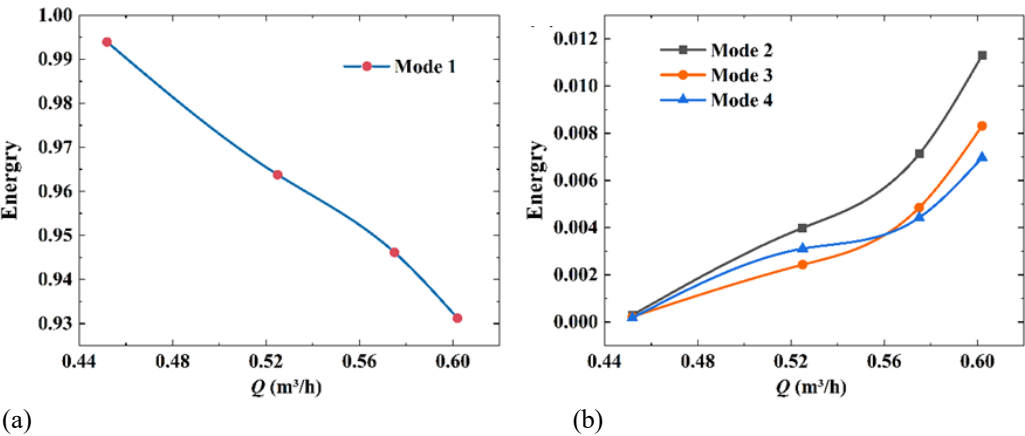 1.00
0.99
0.98
0.97
0.96
0.95
0.94
0.93
Energry
Mode 1
0.44 0.48 0.52 0.56 0.60
Q (m³/h)
(a)
0.012
0.010
0.008
0.006
0.004
0.002
0.000
Energry
Mode 2
Mode 3
Mode 4
0.44 0.48 0.52 0.56 0.60
Q (m³/h)
(b)